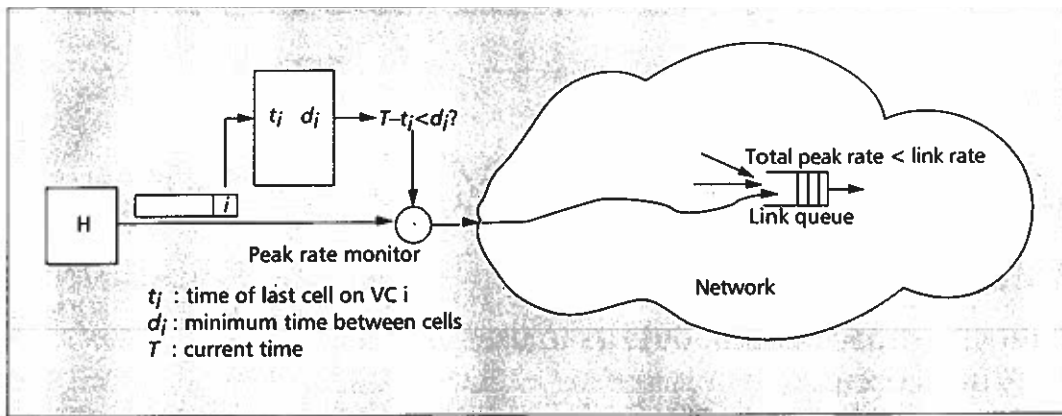 t_i d_i
T–t_i<d_i?
Total peak rate < link rate
H
i
Link queue
Peak rate monitor
Network
t_i : time of last cell on VC i
d_i : minimum time between cells
T : current time